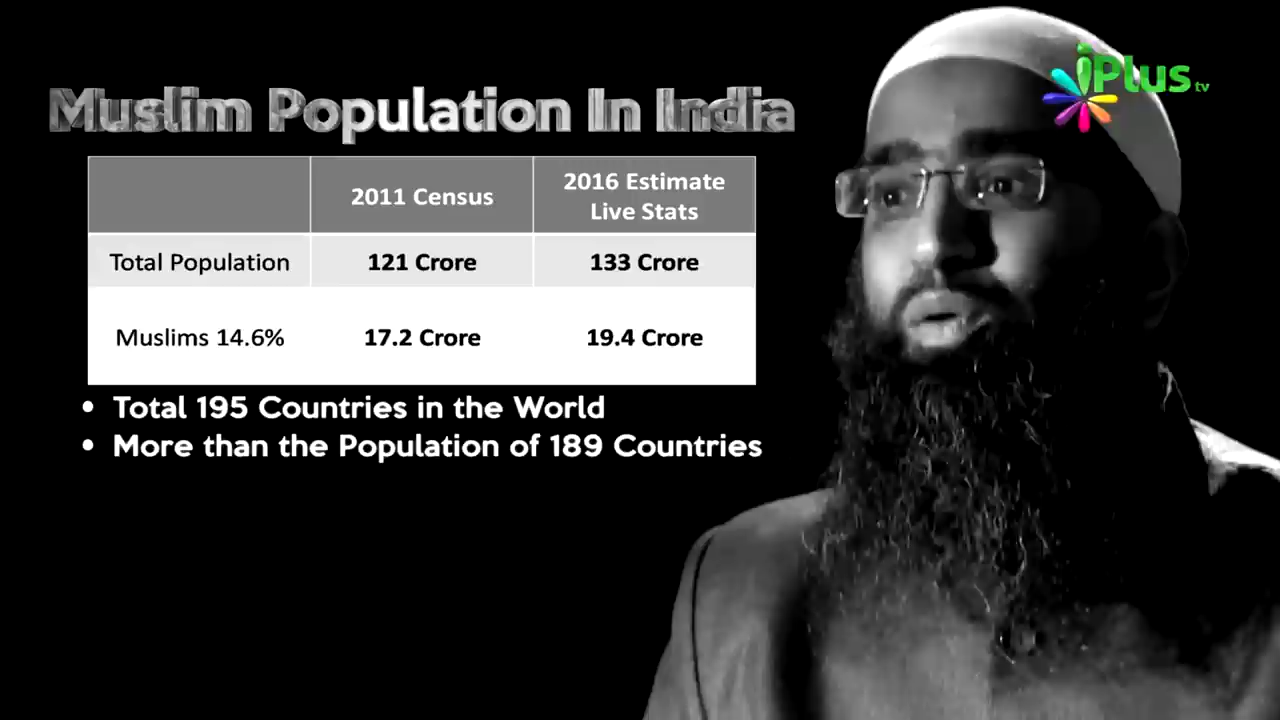 iPlus tv
Muslim Population In India
2011 Census
2016 Estimate
Live Stats
Total Population
121 Crore
133 Crore
Muslims 14.6%
17.2 Crore
19.4 Crore
• Total 195 Countries in the World
• More than the Population of 189 Countries